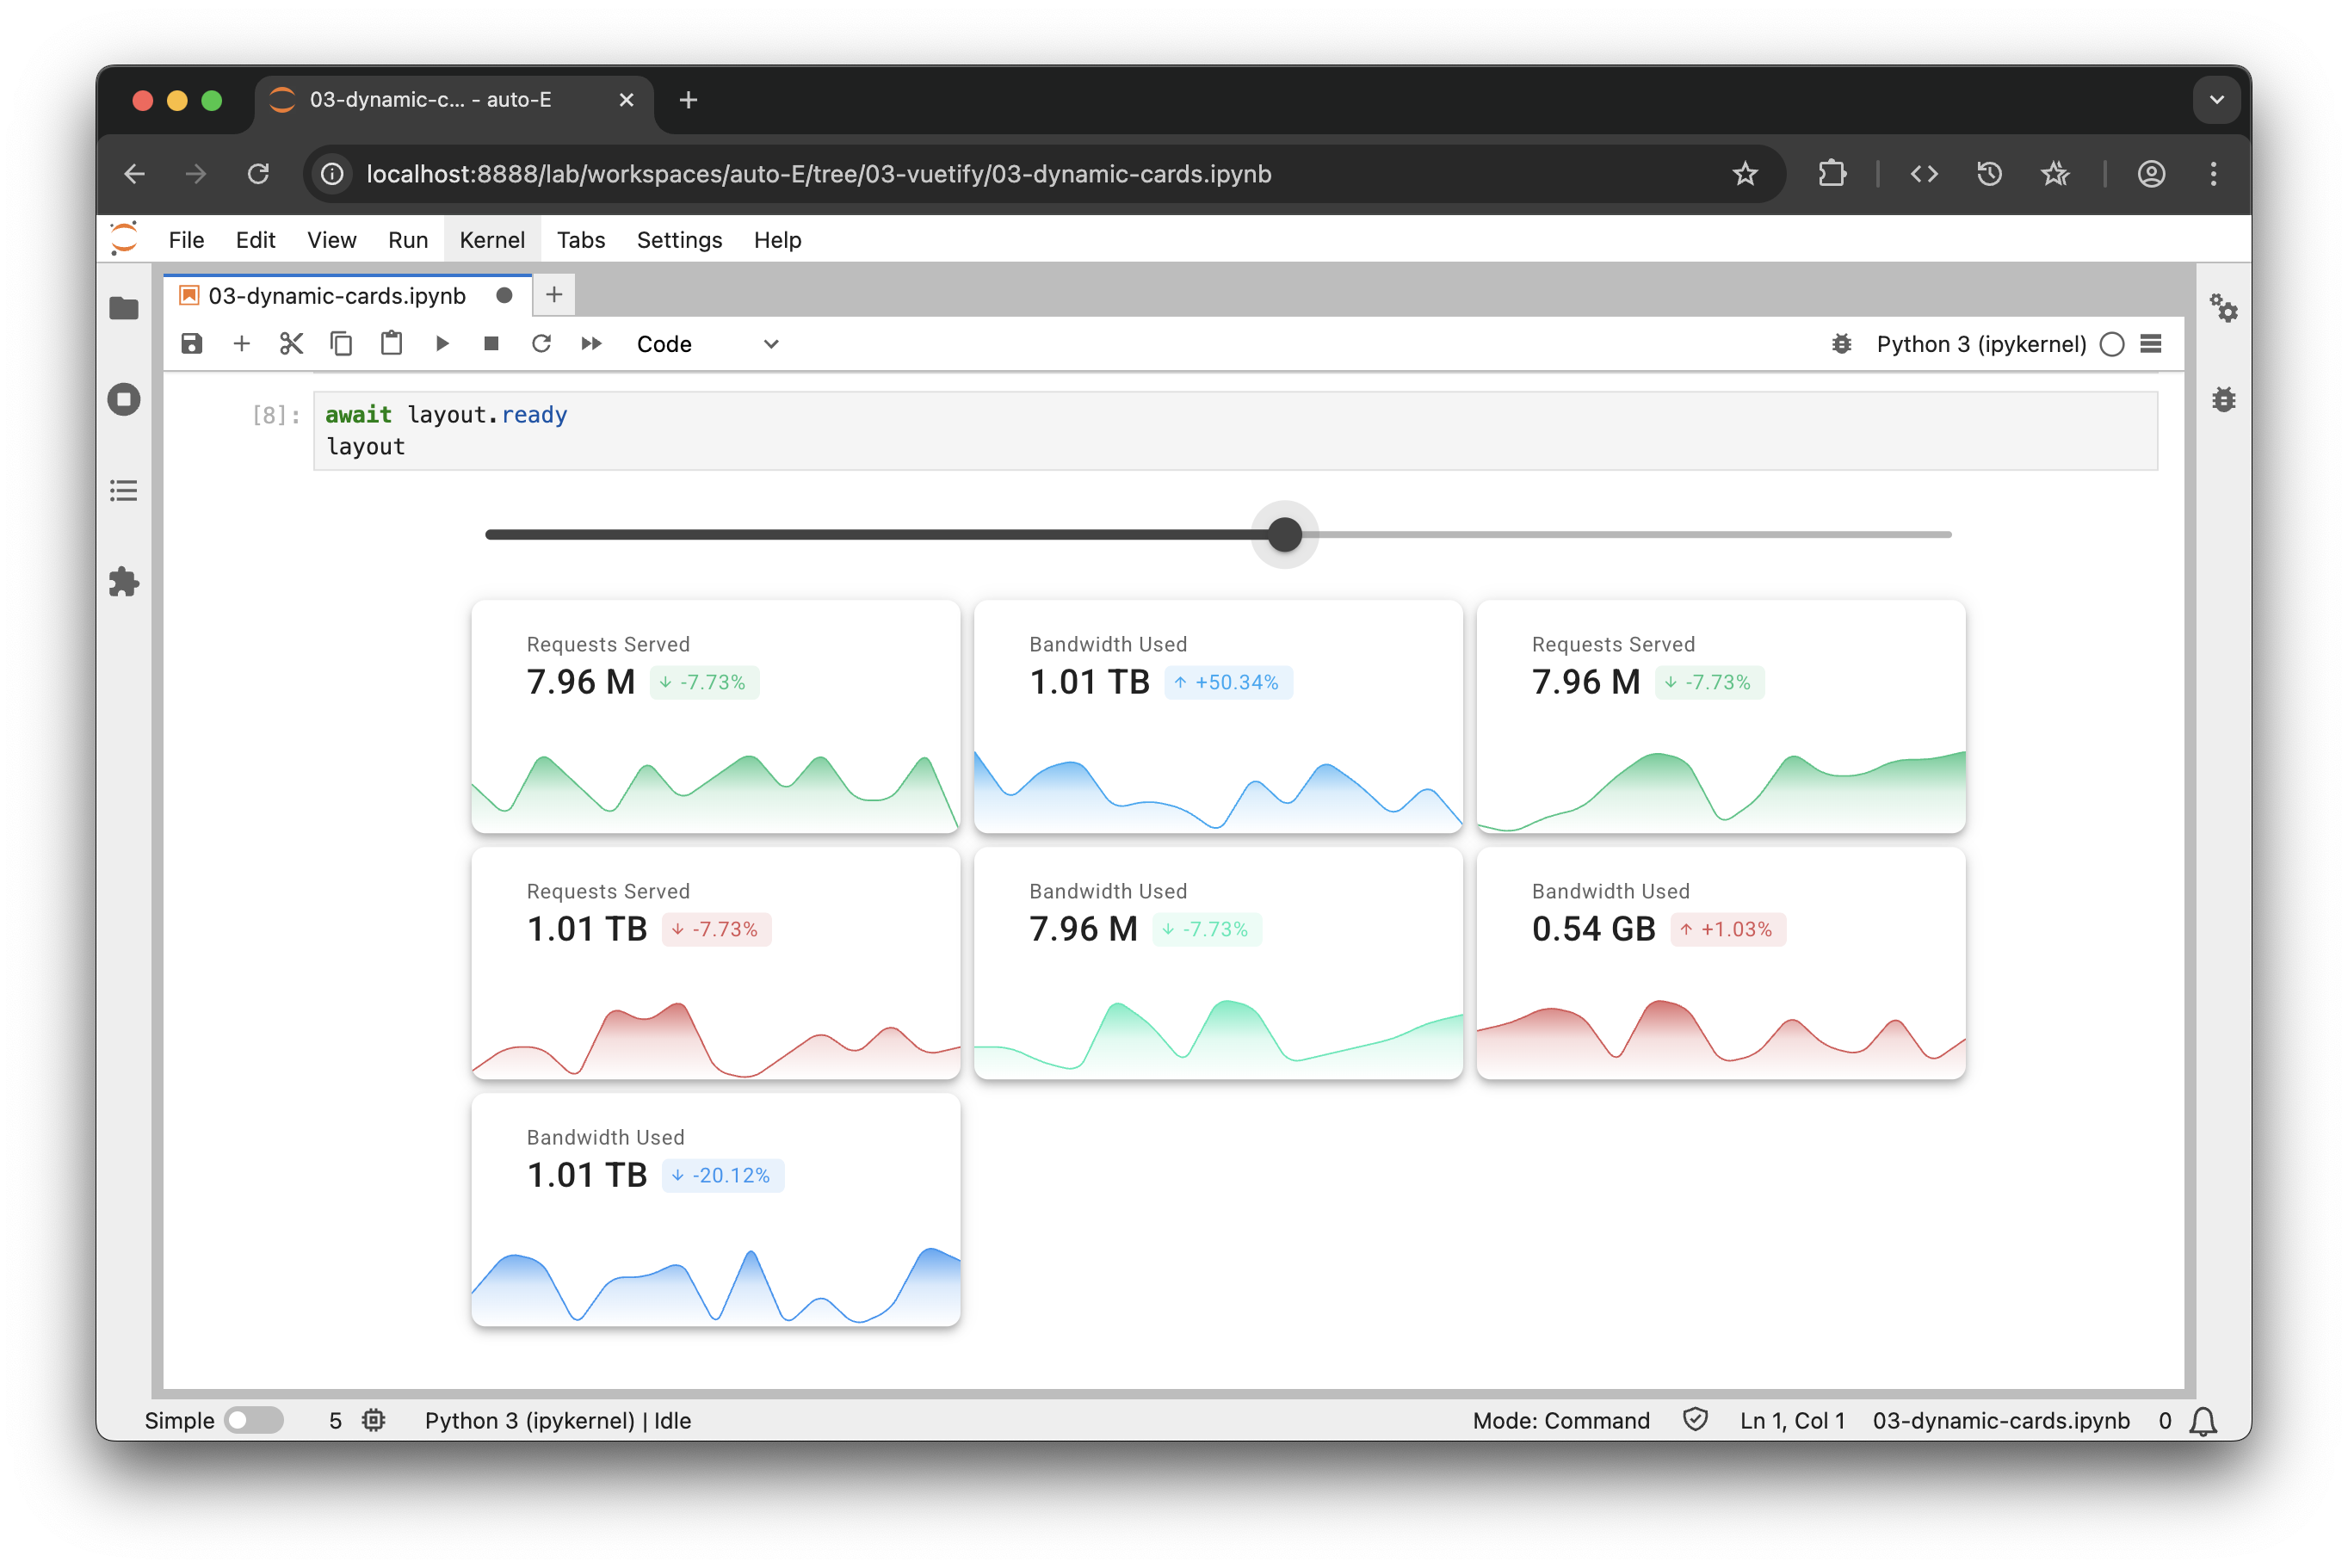 03-dynamic-c... - auto-E
localhost:8888/lab/workspaces/auto-E/tree/03-vuetify/03-dynamic-cards.ipynb
File Edit View Run Kernel Tabs Settings Help
03-dynamic-cards.ipynb
Code
Python 3 (ipykernel)
[8]: await layout.ready
layout
Requests Served
7.96 M ↓ -7.73%
Bandwidth Used
1.01 TB ↑ +50.34%
Requests Served
7.96 M ↓ -7.73%
Requests Served
1.01 TB ↓ -7.73%
Bandwidth Used
7.96 M ↓ -7.73%
Bandwidth Used
0.54 GB ↑ +1.03%
Bandwidth Used
1.01 TB ↓ -20.12%
Simple 5 Python 3 (ipykernel) | Idle Mode: Command Ln 1, Col 1 03-dynamic-cards.ipynb 0